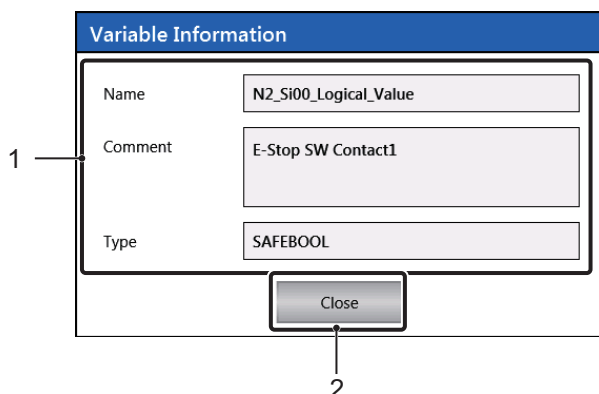 Variable Information
Name N2_Si00_Logical_Value
1 Comment E-Stop SW Contact1
Type SAFEBOOL
Close
2